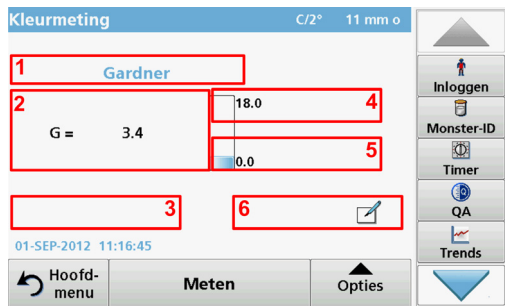 Kleurmeting C/2° 11 mm o
1
Gardner
2
18.0
4
G = 3.4
5
0.0
3
6
01-SEP-2012 11:16:45
Hoofd-
menu
Meten
Opties
Inloggen
Monster-ID
Timer
QA
Trends